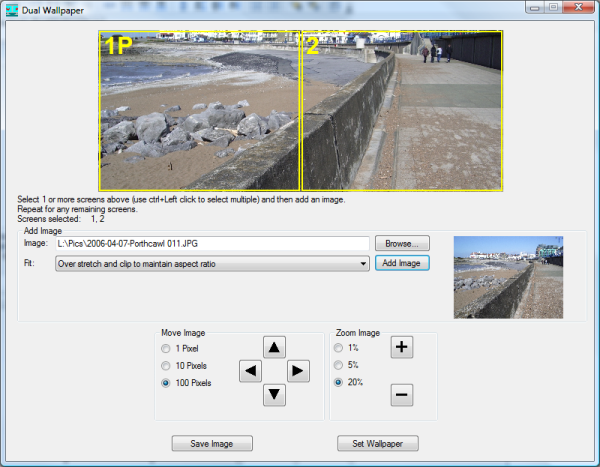 Dual Wallpaper
1P
2
Select 1 or more screens above (use ctrl+Left click to select multiple) and then add an image.
Repeat for any remaining screens.
Screens selected: 1, 2
Add Image
Image: L:\Pics\2006-04-07-Porthcawl 011.JPG Browse...
Fit: Over stretch and clip to maintain aspect ratio Add Image
Move Image
1 Pixel
10 Pixels
100 Pixels
Zoom Image
1%
5%
20%
Save Image
Set Wallpaper